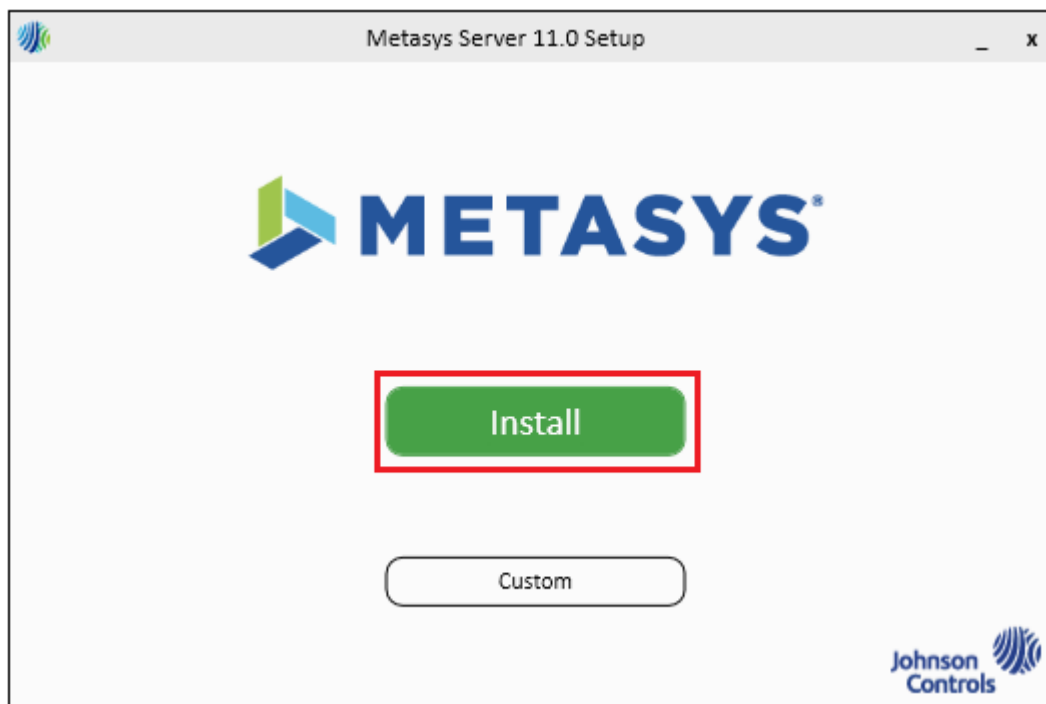 Metasys Server 11.0 Setup
METASYS®
Install
Custom
Johnson
Controls